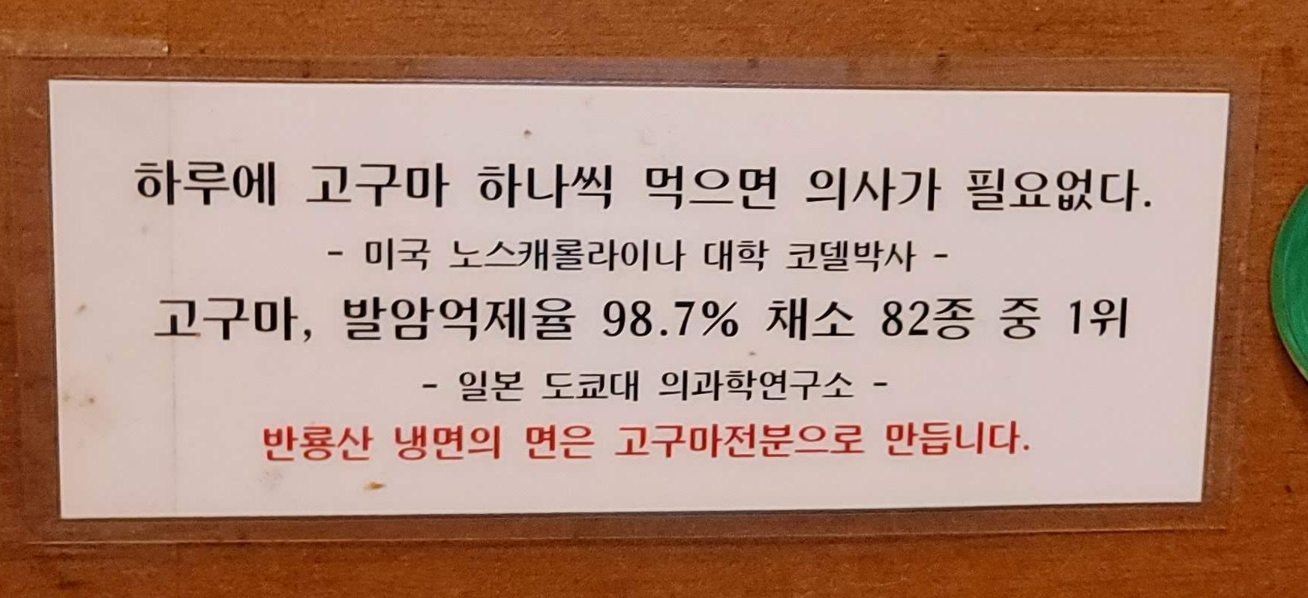 하루에 고구마 하나씩 먹으면 의사가 필요없다.
- 미국 노스캐롤라이나 대학 코델박사 -
고구마, 발암억제율 98.7% 채소 82종 중 1위
- 일본 도쿄대 의과학연구소 -
반룡산 냉면의 면은 고구마전분으로 만듭니다.